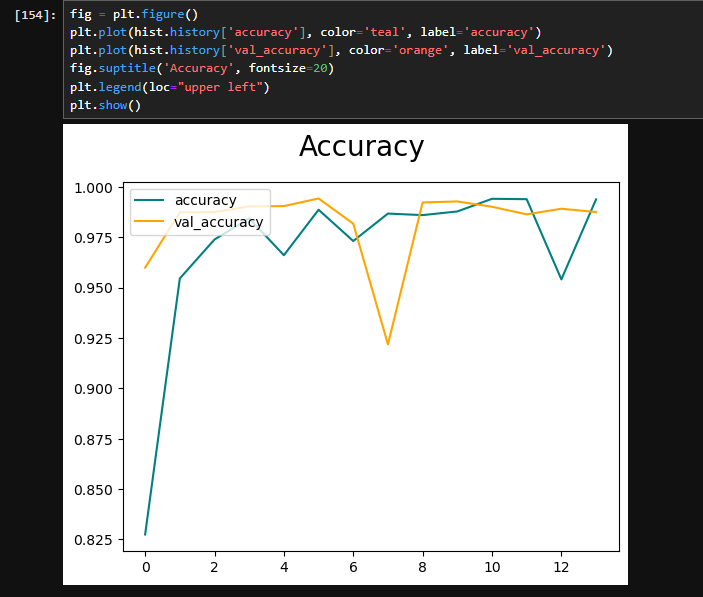 [154]: fig = plt.figure()
plt.plot(hist.history['accuracy'], color='teal', label='accuracy')
plt.plot(hist.history['val_accuracy'], color='orange', label='val_accuracy')
fig.suptitle('Accuracy', fontsize=20)
plt.legend(loc="upper left")
plt.show()
Accuracy
accuracy
val_accuracy
1.000
0.975
0.950
0.925
0.900
0.875
0.850
0.825
0 2 4 6 8 10 12